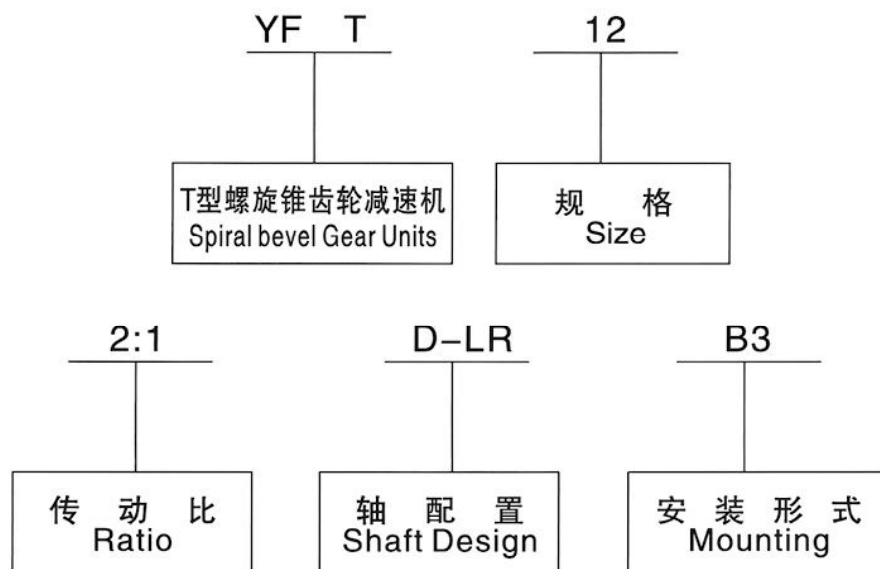 YF T 12
T型螺旋锥齿轮减速机
Spiral bevel Gear Units
规 格
Size
2:1 D-LR B3
传 动 比
Ratio
轴 配 置
Shaft Design
安 装 形 式
Mounting